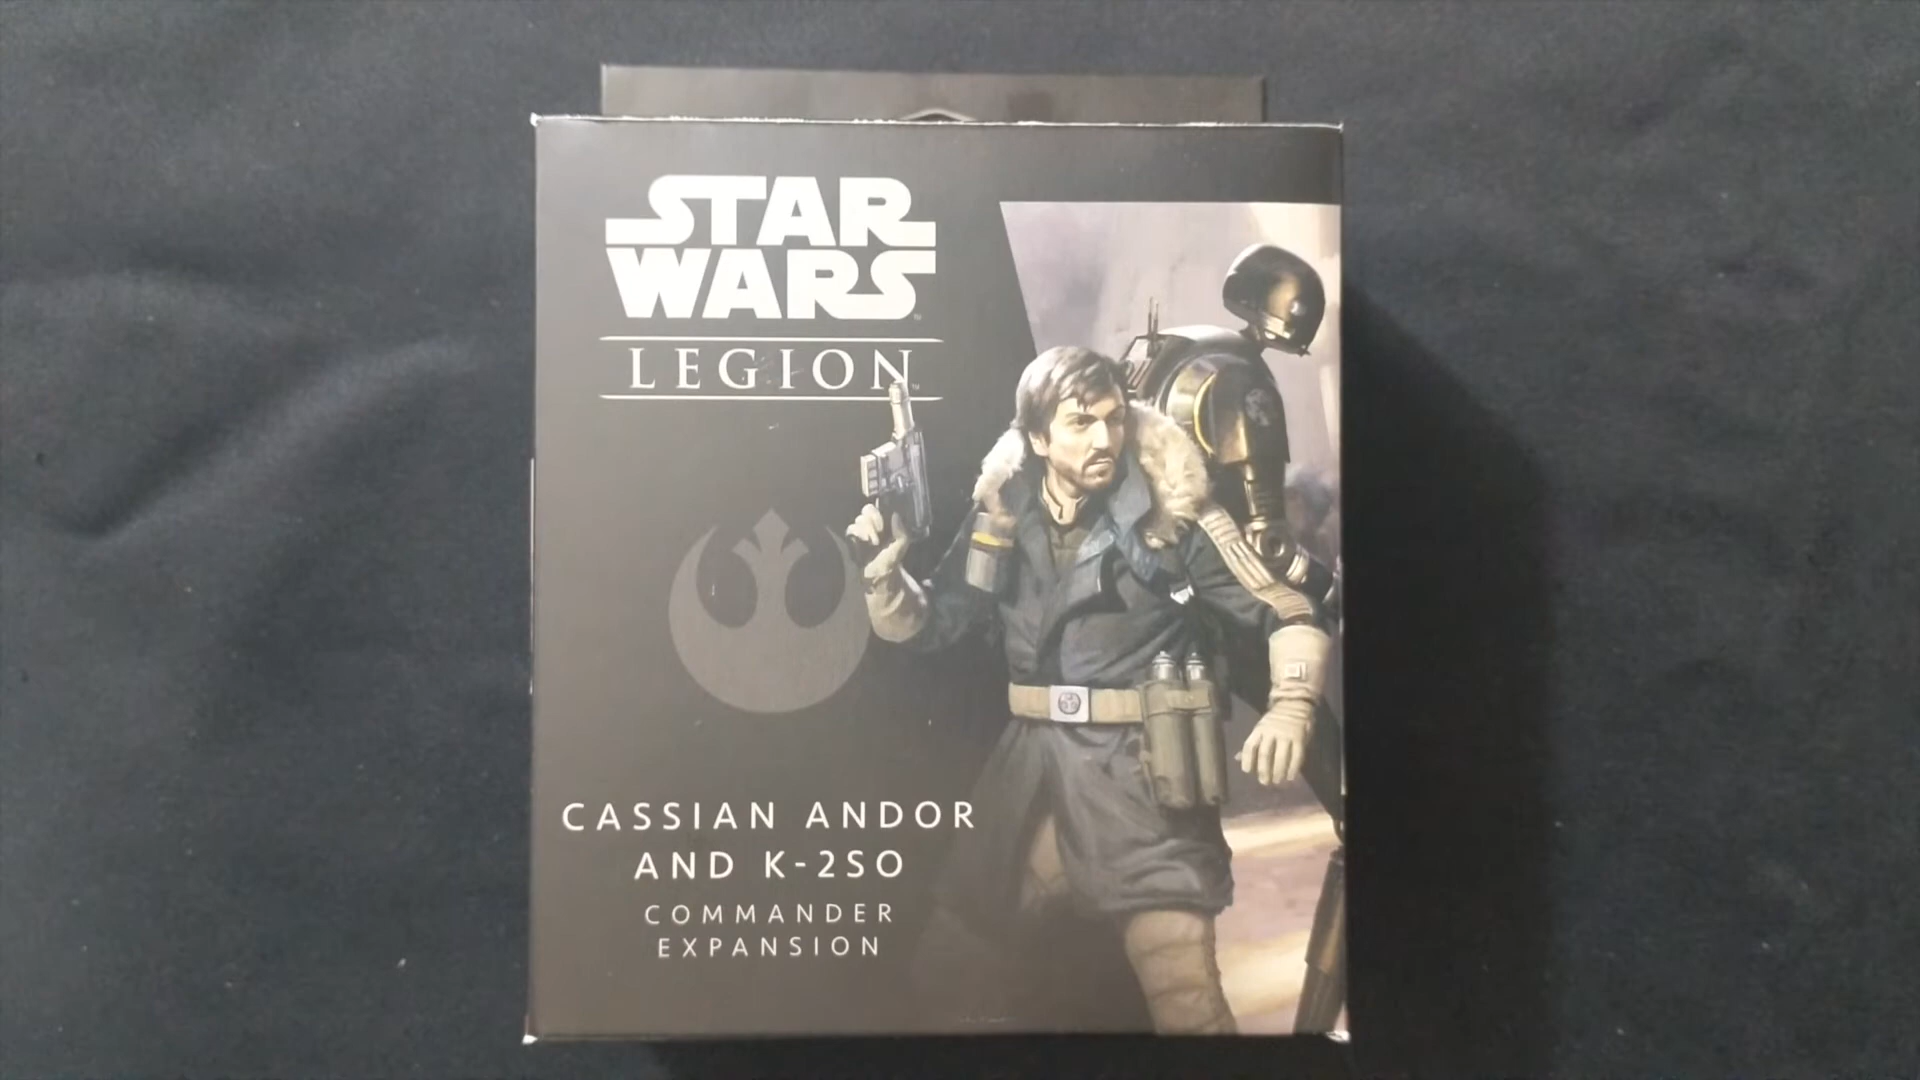 STAR
WARS
LEGION
CASSIAN ANDOR
AND K-2SO
COMMANDER
EXPANSION